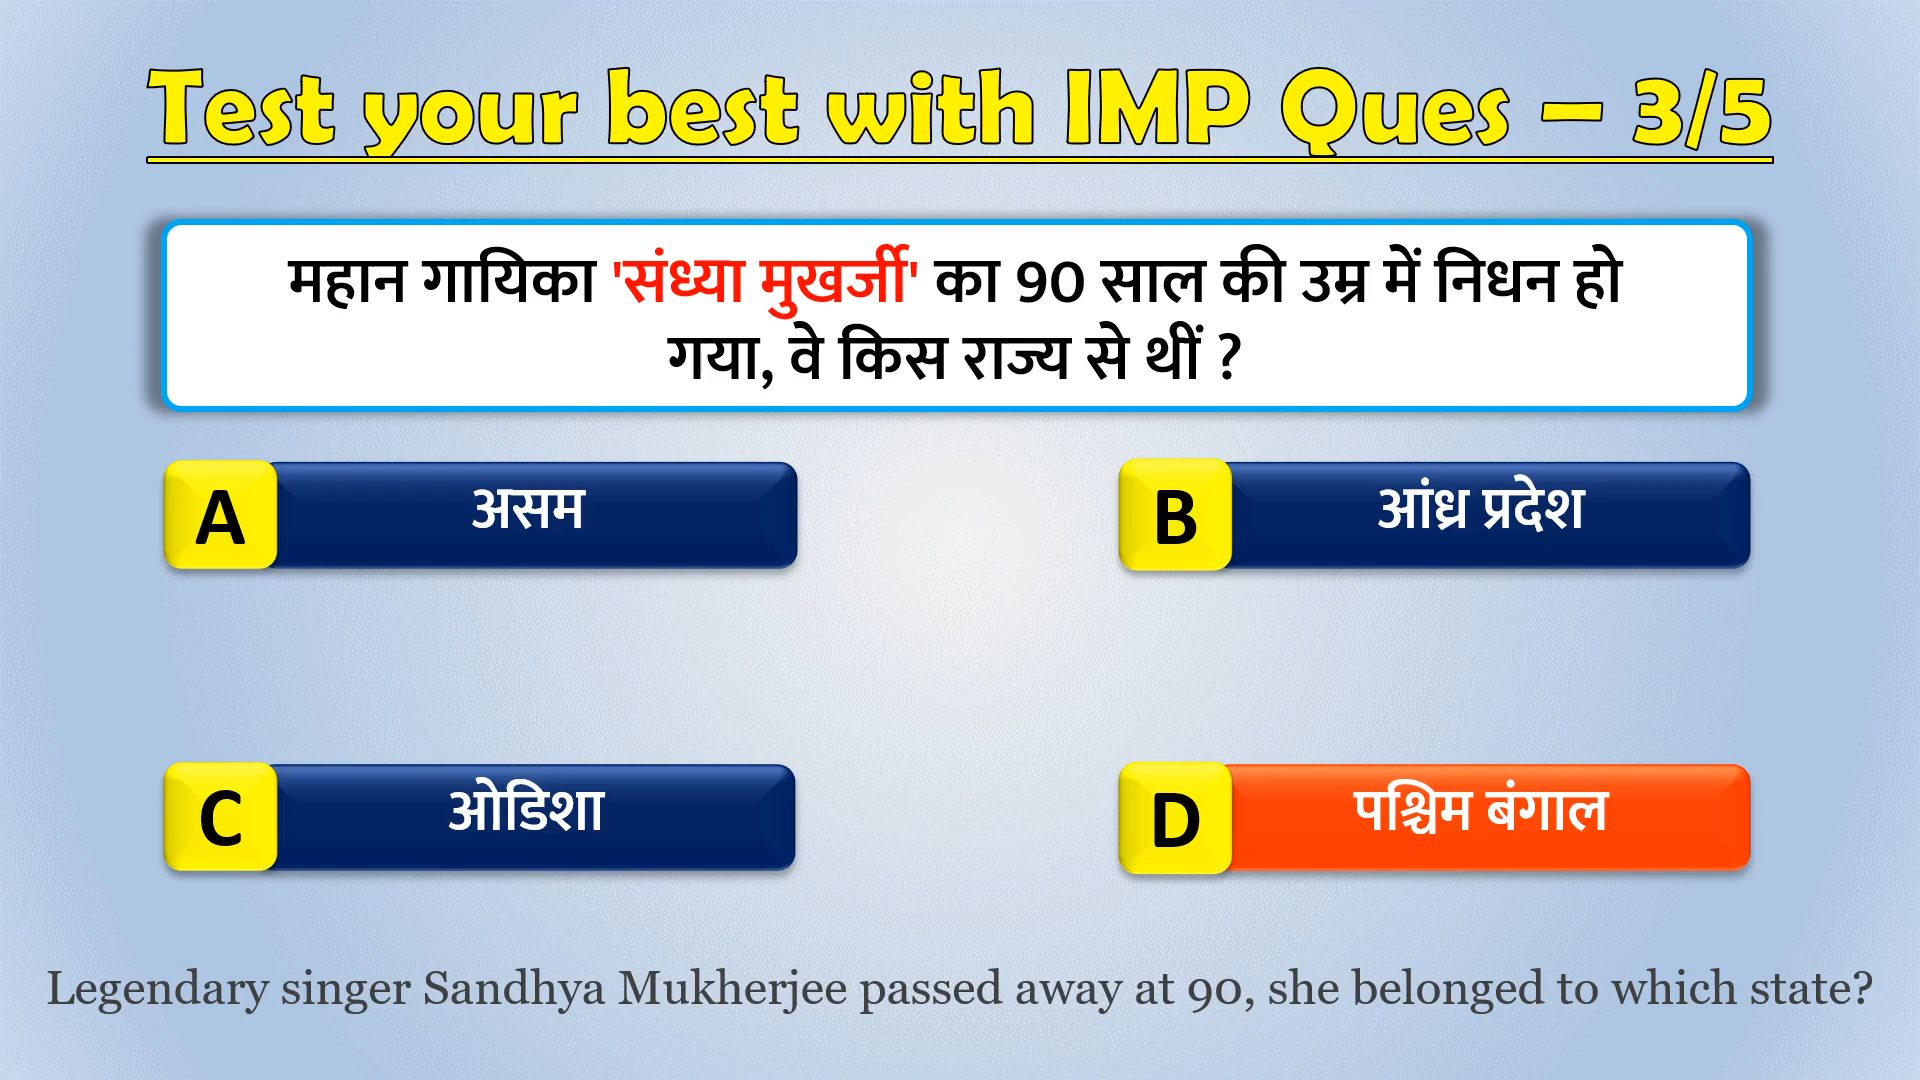 Test your best with IMP Ques – 3/5
महान गायिका 'संध्या मुखर्जी' का 90 साल की उम्र में निधन हो
गया, वे किस राज्य से थीं ?
A असम
B आंध्र प्रदेश
C ओडिशा
D पश्चिम बंगाल
Legendary singer Sandhya Mukherjee passed away at 90, she belonged to which state?